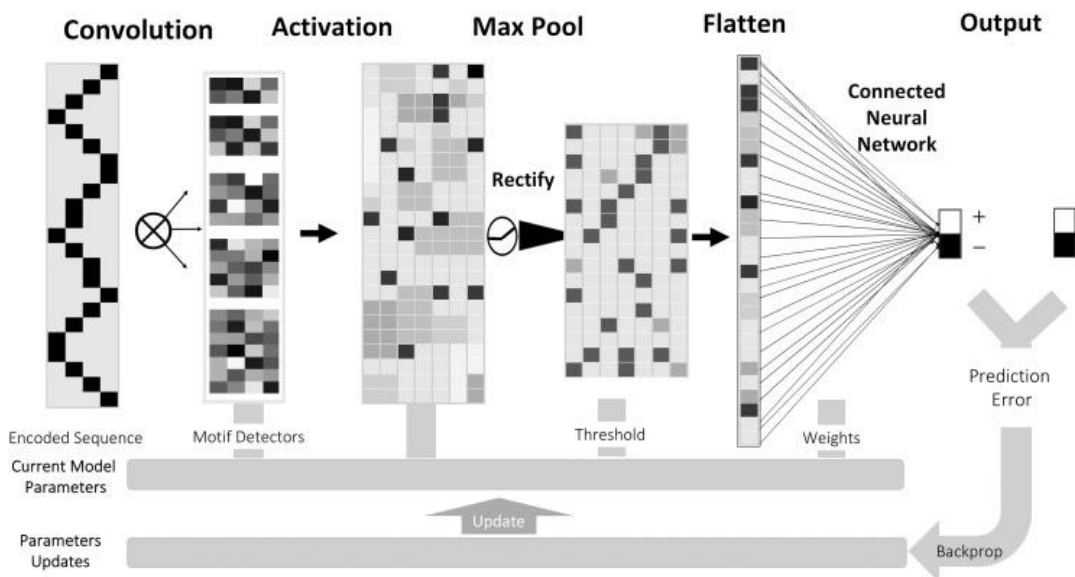 Convolution
Activation
Max Pool
Flatten
Output
Connected
Neural
Network
Rectify
+
−
Prediction
Error
Encoded Sequence
Motif Detectors
Threshold
Weights
Current Model
Parameters
Update
Parameters
Updates
Backprop